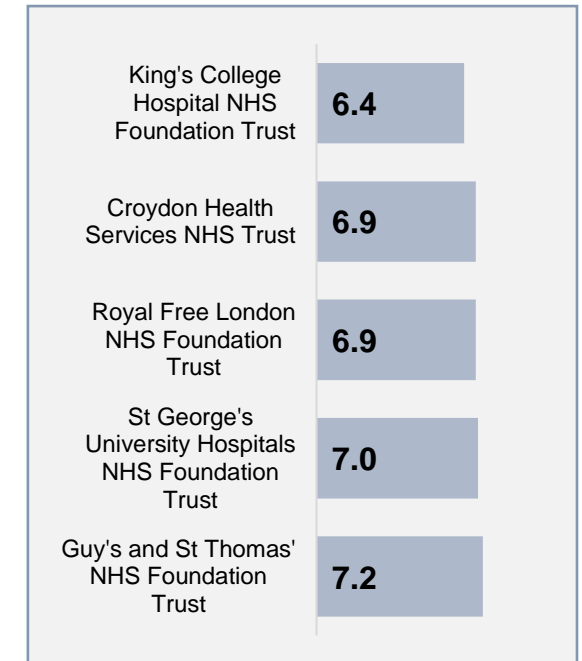 King's College
Hospital NHS
Foundation Trust
6.4
Croydon Health
Services NHS Trust
6.9
Royal Free London
NHS Foundation
Trust
6.9
St George's
University Hospitals
NHS Foundation
Trust
7.0
Guy's and St Thomas'
NHS Foundation
Trust
7.2